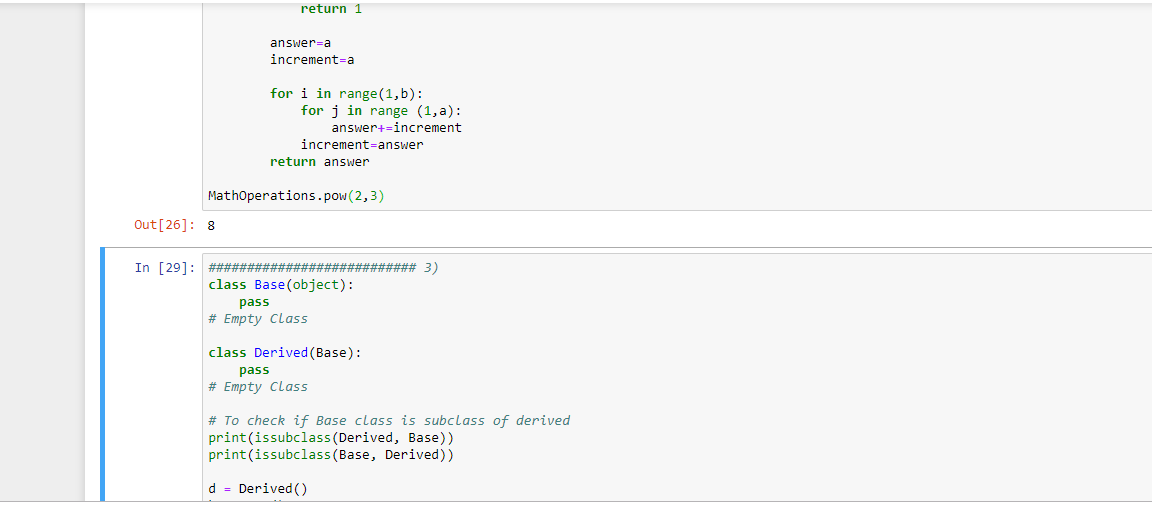 return 1
answer=a
increment=a
for i in range(1,b):
for j in range (1,a):
answer+=increment
increment=answer
return answer
MathOperations.pow(2,3)
Out[26]: 8
In [29]: ########################### 3)
class Base(object):
pass
# Empty Class
class Derived(Base):
pass
# Empty Class
# To check if Base class is subclass of derived
print(issubclass(Derived, Base))
print(issubclass(Base, Derived))
d = Derived()